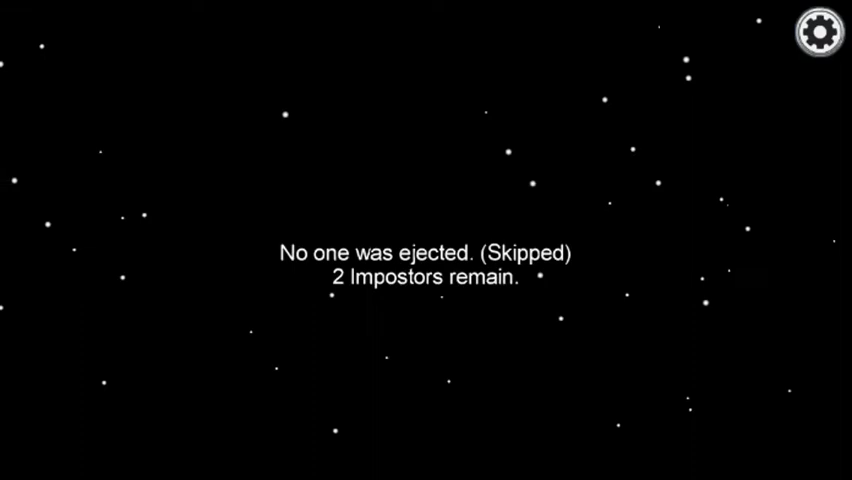 No one was ejected. (Skipped)
2 Impostors remain.